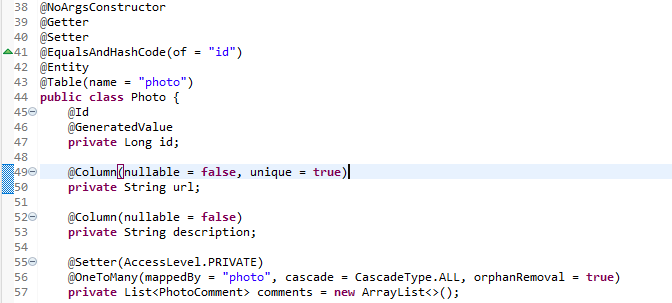 38 @NoArgsConstructor
39 @Getter
40 @Setter
41 @EqualsAndHashCode(of = "id")
42 @Entity
43 @Table(name = "photo")
44 public class Photo {
45 @Id
46 @GeneratedValue
47 private Long id;
48
49 @Column(nullable = false, unique = true)
50 private String url;
51
52 @Column(nullable = false)
53 private String description;
54
55 @Setter(AccessLevel.PRIVATE)
56 @OneToMany(mappedBy = "photo", cascade = CascadeType.ALL, orphanRemoval = true)
57 private List<PhotoComment> comments = new ArrayList<>();